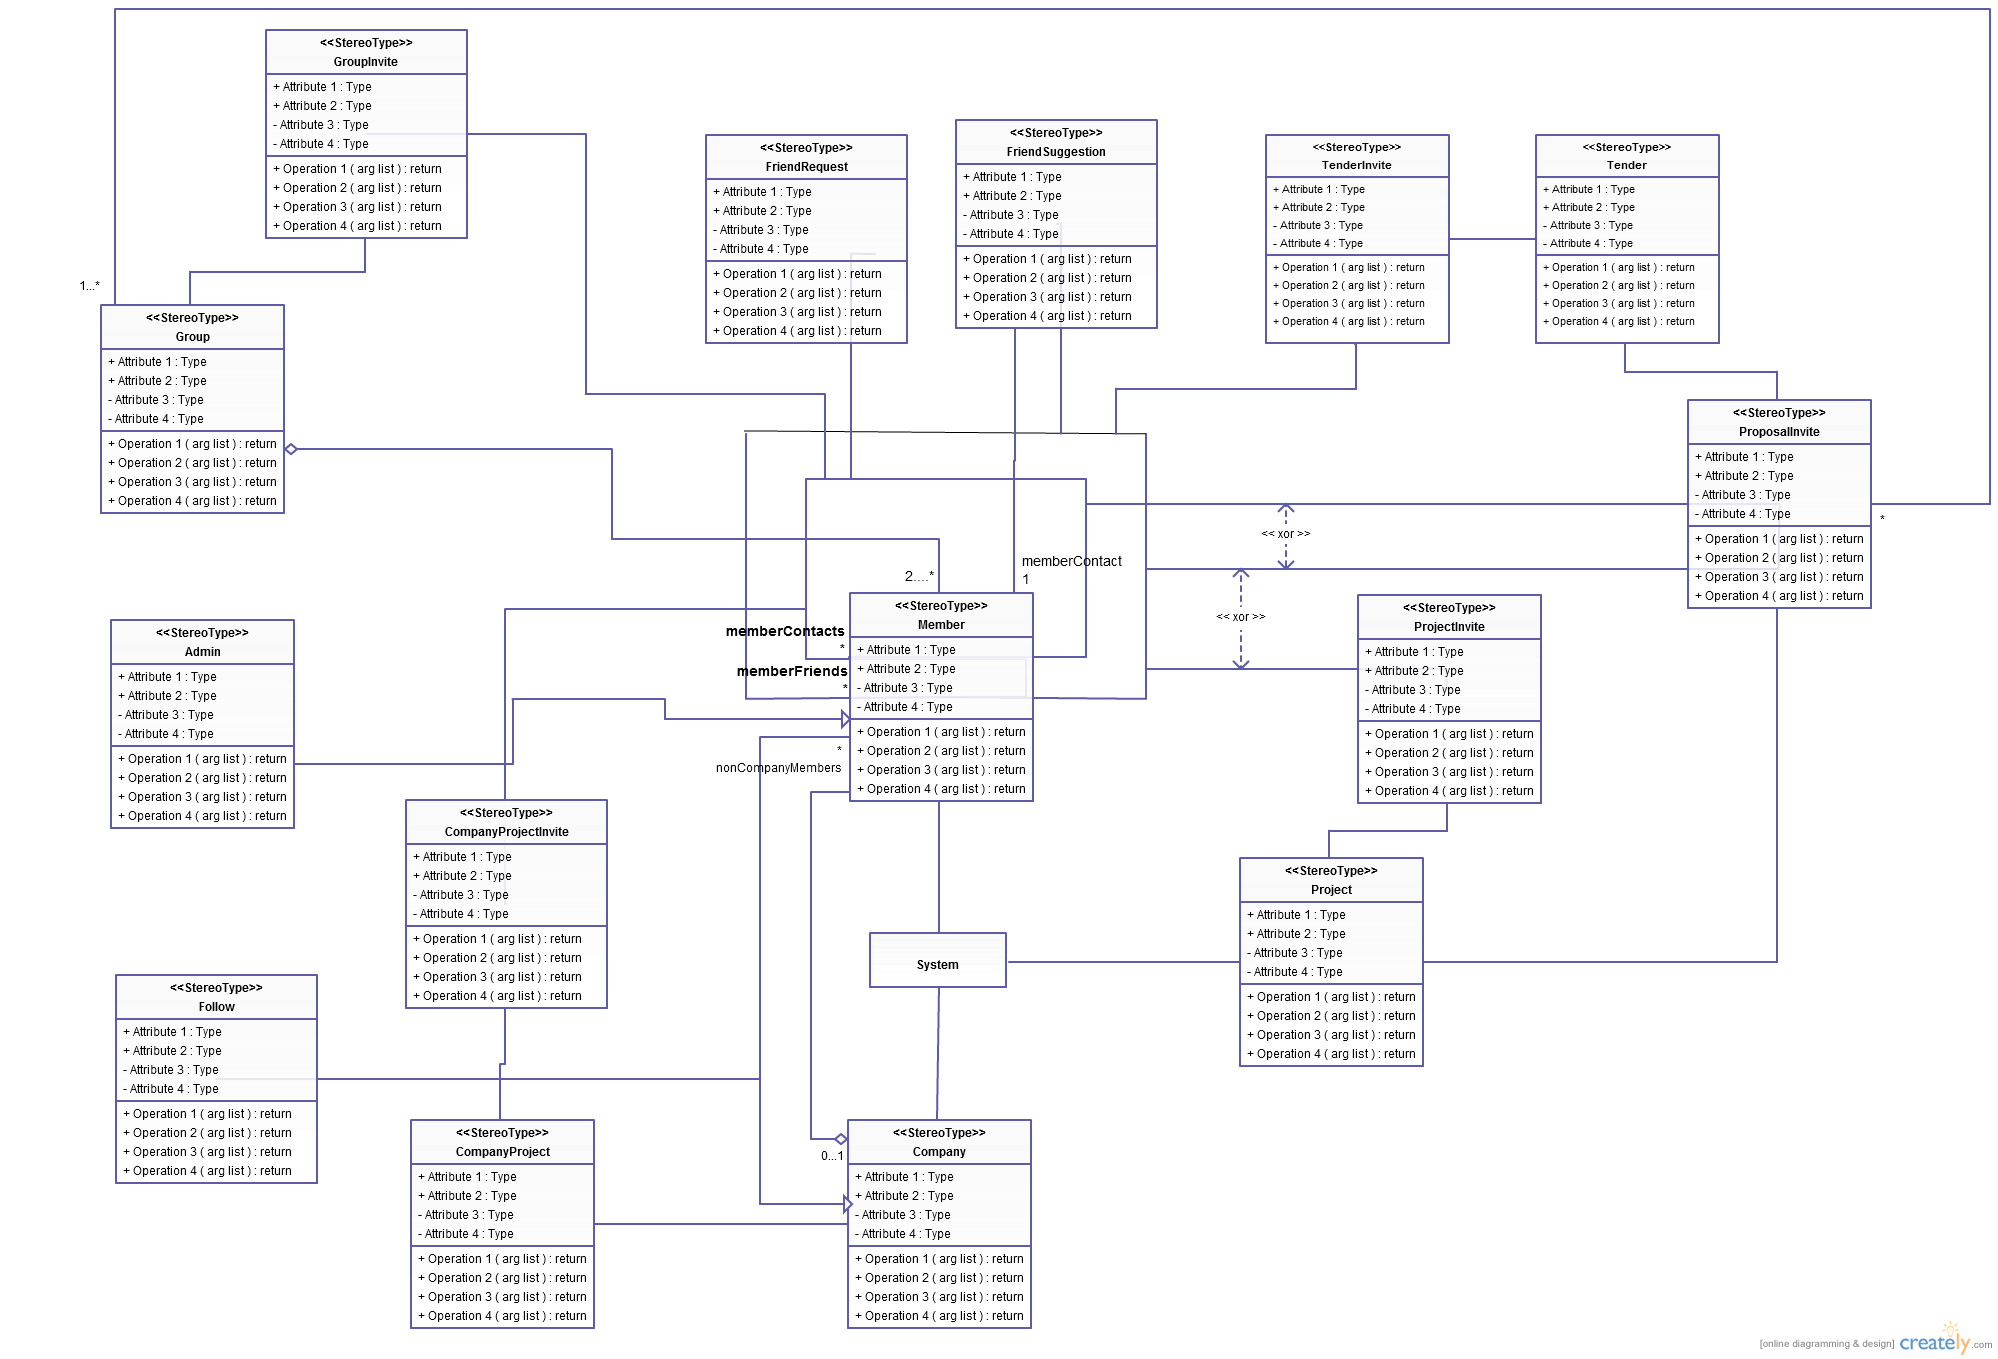 <<StereoType>>
GroupInvite
+ Attribute 1 : Type
+ Attribute 2 : Type
- Attribute 3 : Type
- Attribute 4 : Type
+ Operation 1 ( arg list ) : return
+ Operation 2 ( arg list ) : return
+ Operation 3 ( arg list ) : return
+ Operation 4 ( arg list ) : return
<<StereoType>>
FriendRequest
+ Attribute 1 : Type
+ Attribute 2 : Type
- Attribute 3 : Type
- Attribute 4 : Type
+ Operation 1 ( arg list ) : return
+ Operation 2 ( arg list ) : return
+ Operation 3 ( arg list ) : return
+ Operation 4 ( arg list ) : return
<<StereoType>>
FriendSuggestion
+ Attribute 1 : Type
+ Attribute 2 : Type
- Attribute 3 : Type
- Attribute 4 : Type
+ Operation 1 ( arg list ) : return
+ Operation 2 ( arg list ) : return
+ Operation 3 ( arg list ) : return
+ Operation 4 ( arg list ) : return
<<StereoType>>
TenderInvite
+ Attribute 1 : Type
+ Attribute 2 : Type
- Attribute 3 : Type
- Attribute 4 : Type
+ Operation 1 ( arg list ) : return
+ Operation 2 ( arg list ) : return
+ Operation 3 ( arg list ) : return
+ Operation 4 ( arg list ) : return
<<StereoType>>
Tender
+ Attribute 1 : Type
+ Attribute 2 : Type
- Attribute 3 : Type
- Attribute 4 : Type
+ Operation 1 ( arg list ) : return
+ Operation 2 ( arg list ) : return
+ Operation 3 ( arg list ) : return
+ Operation 4 ( arg list ) : return
1...*
<<StereoType>>
Group
+ Attribute 1 : Type
+ Attribute 2 : Type
- Attribute 3 : Type
- Attribute 4 : Type
+ Operation 1 ( arg list ) : return
+ Operation 2 ( arg list ) : return
+ Operation 3 ( arg list ) : return
+ Operation 4 ( arg list ) : return
<<StereoType>>
ProposalInvite
+ Attribute 1 : Type
+ Attribute 2 : Type
- Attribute 3 : Type
- Attribute 4 : Type
+ Operation 1 ( arg list ) : return
+ Operation 2 ( arg list ) : return
+ Operation 3 ( arg list ) : return
+ Operation 4 ( arg list ) : return
*
<< xor >>
<< xor >>
memberContact
1
2....*
memberContacts
*
memberFriends
*
<<StereoType>>
Member
+ Attribute 1 : Type
+ Attribute 2 : Type
- Attribute 3 : Type
- Attribute 4 : Type
+ Operation 1 ( arg list ) : return
+ Operation 2 ( arg list ) : return
+ Operation 3 ( arg list ) : return
+ Operation 4 ( arg list ) : return
*
nonCompanyMembers
<<StereoType>>
ProjectInvite
+ Attribute 1 : Type
+ Attribute 2 : Type
- Attribute 3 : Type
- Attribute 4 : Type
+ Operation 1 ( arg list ) : return
+ Operation 2 ( arg list ) : return
+ Operation 3 ( arg list ) : return
+ Operation 4 ( arg list ) : return
<<StereoType>>
Admin
+ Attribute 1 : Type
+ Attribute 2 : Type
- Attribute 3 : Type
- Attribute 4 : Type
+ Operation 1 ( arg list ) : return
+ Operation 2 ( arg list ) : return
+ Operation 3 ( arg list ) : return
+ Operation 4 ( arg list ) : return
<<StereoType>>
CompanyProjectInvite
+ Attribute 1 : Type
+ Attribute 2 : Type
- Attribute 3 : Type
- Attribute 4 : Type
+ Operation 1 ( arg list ) : return
+ Operation 2 ( arg list ) : return
+ Operation 3 ( arg list ) : return
+ Operation 4 ( arg list ) : return
System
<<StereoType>>
Project
+ Attribute 1 : Type
+ Attribute 2 : Type
- Attribute 3 : Type
- Attribute 4 : Type
+ Operation 1 ( arg list ) : return
+ Operation 2 ( arg list ) : return
+ Operation 3 ( arg list ) : return
+ Operation 4 ( arg list ) : return
<<StereoType>>
Follow
+ Attribute 1 : Type
+ Attribute 2 : Type
- Attribute 3 : Type
- Attribute 4 : Type
+ Operation 1 ( arg list ) : return
+ Operation 2 ( arg list ) : return
+ Operation 3 ( arg list ) : return
+ Operation 4 ( arg list ) : return
<<StereoType>>
CompanyProject
+ Attribute 1 : Type
+ Attribute 2 : Type
- Attribute 3 : Type
- Attribute 4 : Type
+ Operation 1 ( arg list ) : return
+ Operation 2 ( arg list ) : return
+ Operation 3 ( arg list ) : return
+ Operation 4 ( arg list ) : return
0...1
<<StereoType>>
Company
+ Attribute 1 : Type
+ Attribute 2 : Type
- Attribute 3 : Type
- Attribute 4 : Type
+ Operation 1 ( arg list ) : return
+ Operation 2 ( arg list ) : return
+ Operation 3 ( arg list ) : return
+ Operation 4 ( arg list ) : return
[online diagramming & design] creately.com